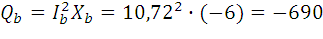 Q_b = I_b^2 X_b = 10,72^2 · (−6) = −690